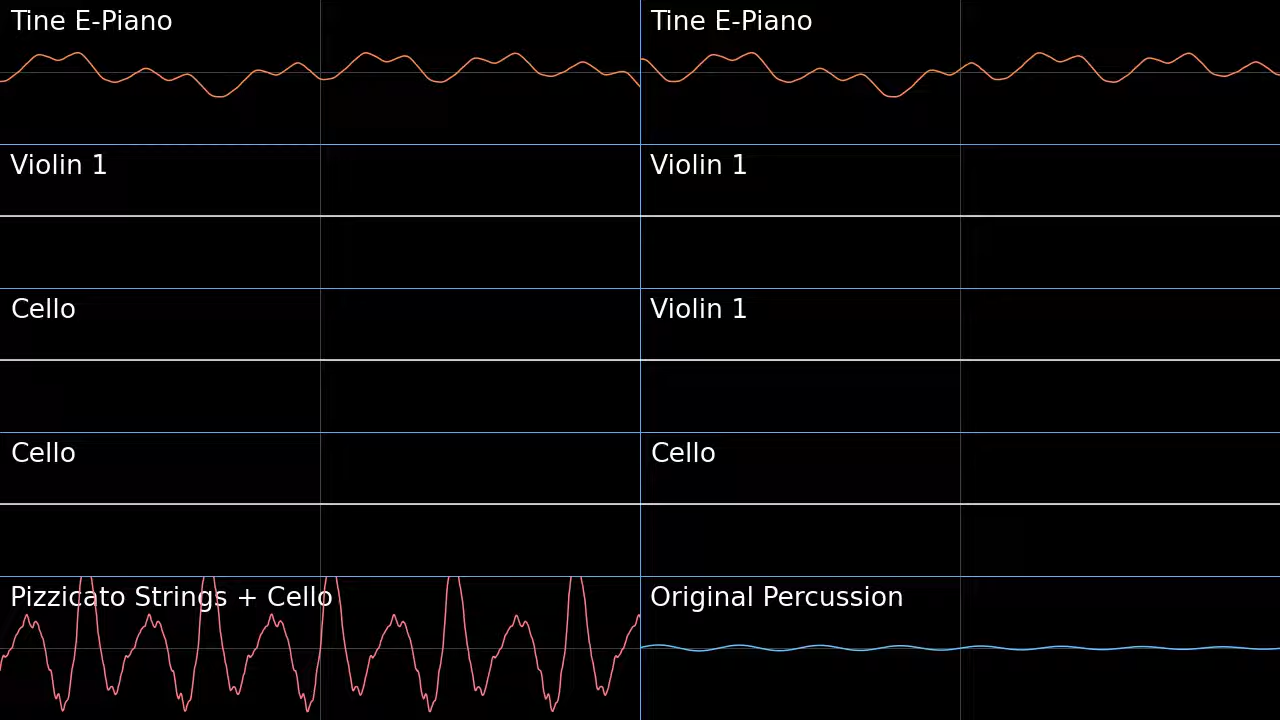 Tine E-Piano
Tine E-Piano
Violin 1
Violin 1
Cello
Violin 1
Cello
Cello
Pizzicato Strings + Cello
Original Percussion